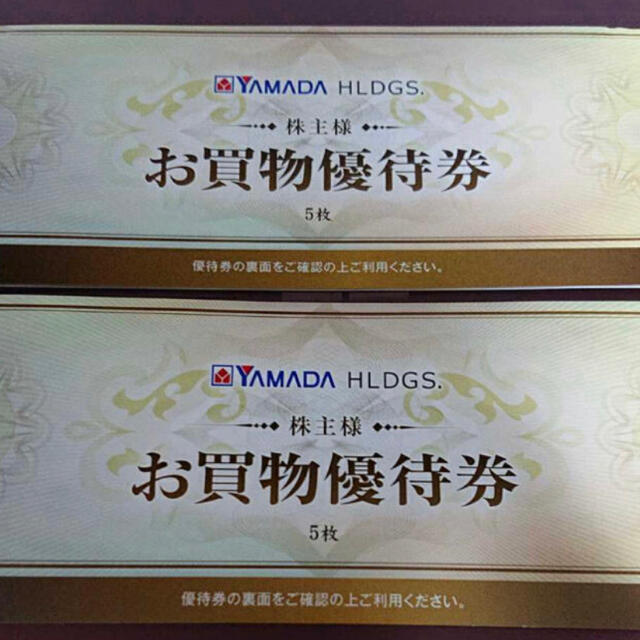 YAMADA HLDGS.
株主様
お買物優待券
5枚
優待券の裏面をご確認の上ご利用ください。
YAMADA HLDGS.
株主様
お買物優待券
5枚
優待券の裏面をご確認の上ご利用ください。